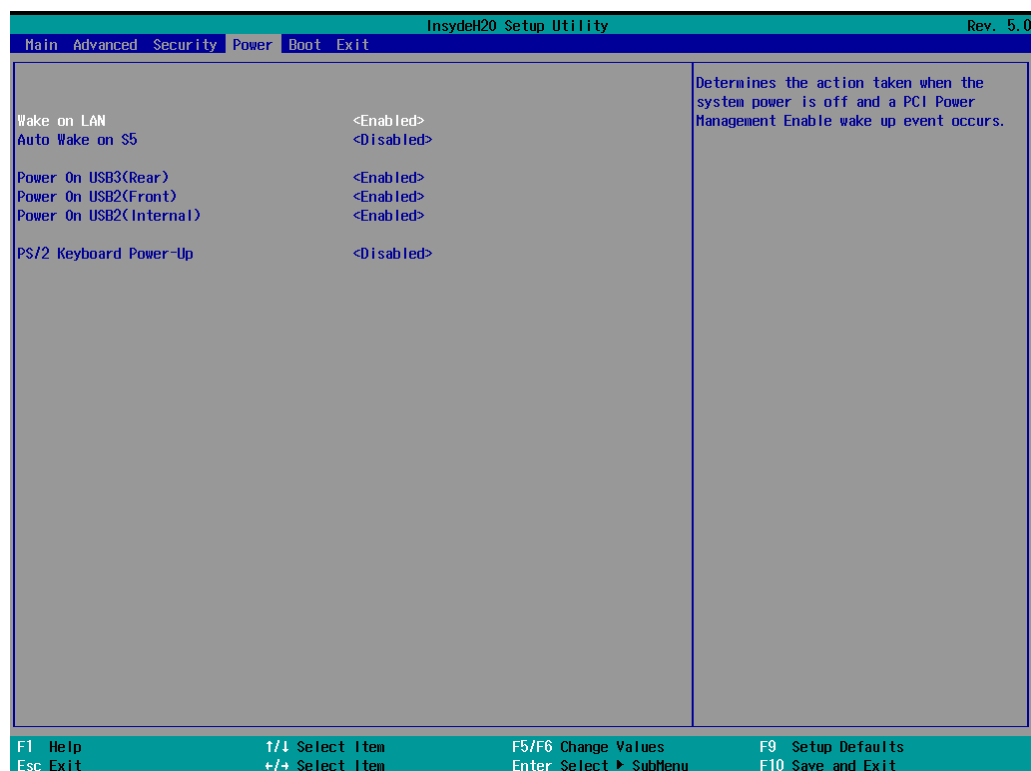 InsydeH20 Setup Utility Rev. 5.0
Main Advanced Security Power Boot Exit
Determines the action taken when the
system power is off and a PCI Power
Management Enable wake up event occurs.
Wake on LAN <Enabled>
Auto Wake on S5 <Disabled>
Power On USB3(Rear) <Enabled>
Power On USB2(Front) <Enabled>
Power On USB2(Internal) <Enabled>
PS/2 Keyboard Power-Up <Disabled>
F1 Help ↑/↓ Select Item F5/F6 Change Values F9 Setup Defaults
Esc Exit ←/→ Select Item Enter Select ▶ SubMenu F10 Save and Exit